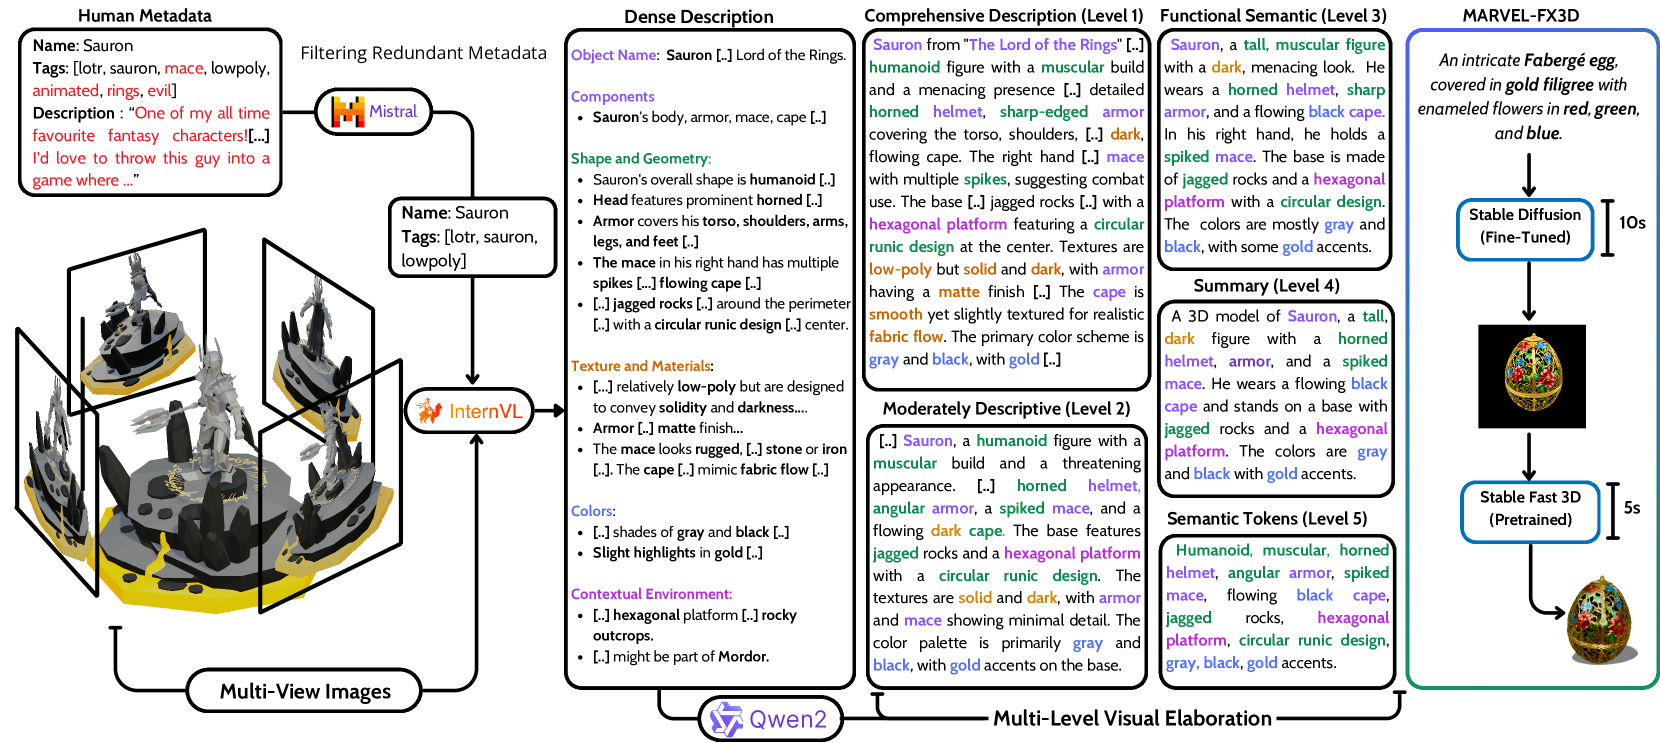 Human Metadata
Name: Sauron
Tags: [lotr, sauron, mace, lowpoly,
animated, rings, evil]
Description : “One of my all time
favourite fantasy characters![...]
I'd love to throw this guy into a
game where ...”
Filtering Redundant Metadata
Mistral
Name: Sauron
Tags: [lotr, sauron,
lowpoly]
InternVL
Multi-View Images
Dense Description
Object Name: Sauron [..] Lord of the Rings.
Components
• Sauron's body, armor, mace, cape [..]
Shape and Geometry:
• Sauron's overall shape is humanoid [..]
• Head features prominent horned [..]
• Armor covers his torso, shoulders, arms,
legs, and feet [..]
• The mace in his right hand has multiple
spikes [...] flowing cape [..]
• [..] jagged rocks [..] around the perimeter
[..] with a circular runic design [..] center.
Texture and Materials:
• [...] relatively low-poly but are designed
to convey solidity and darkness....
• Armor [..] matte finish...
• The mace looks rugged, [..] stone or iron
[..]. The cape [..] mimic fabric flow [..]
Colors:
• [..] shades of gray and black [..]
• Slight highlights in gold [..]
Contextual Environment:
• [..] hexagonal platform [..] rocky
outcrops.
• [..] might be part of Mordor.
Qwen2
Comprehensive Description (Level 1)
Sauron from "The Lord of the Rings" [..]
humanoid figure with a muscular build
and a menacing presence [..] detailed
horned helmet, sharp-edged armor
covering the torso, shoulders, [..] dark,
flowing cape. The right hand [..] mace
with multiple spikes, suggesting combat
use. The base [..] jagged rocks [..] with a
hexagonal platform featuring a circular
runic design at the center. Textures are
low-poly but solid and dark, with armor
having a matte finish [..] The cape is
smooth yet slightly textured for realistic
fabric flow. The primary color scheme is
gray and black, with gold [..]
Moderately Descriptive (Level 2)
[..] Sauron, a humanoid figure with a
muscular build and a threatening
appearance. [..] horned helmet,
angular armor, a spiked mace, and a
flowing dark cape. The base features
jagged rocks and a hexagonal platform
with a circular runic design. The
textures are solid and dark, with armor
and mace showing minimal detail. The
color palette is primarily gray and
black, with gold accents on the base.
Functional Semantic (Level 3)
Sauron, a tall, muscular figure
with a dark, menacing look. He
wears a horned helmet, sharp
armor, and a flowing black cape.
In his right hand, he holds a
spiked mace. The base is made
of jagged rocks and a hexagonal
platform with a circular design.
The colors are mostly gray and
black, with some gold accents.
Summary (Level 4)
A 3D model of Sauron, a tall,
dark figure with a horned
helmet, armor, and a spiked
mace. He wears a flowing black
cape and stands on a base with
jagged rocks and a hexagonal
platform. The colors are gray
and black with gold accents.
Semantic Tokens (Level 5)
Humanoid, muscular, horned
helmet, angular armor, spiked
mace, flowing black cape,
jagged rocks, hexagonal
platform, circular runic design,
gray, black, gold accents.
Multi-Level Visual Elaboration
MARVEL-FX3D
An intricate Fabergé egg,
covered in gold filigree with
enameled flowers in red, green,
and blue.
Stable Diffusion
(Fine-Tuned)
10s
Stable Fast 3D
(Pretrained)
5s